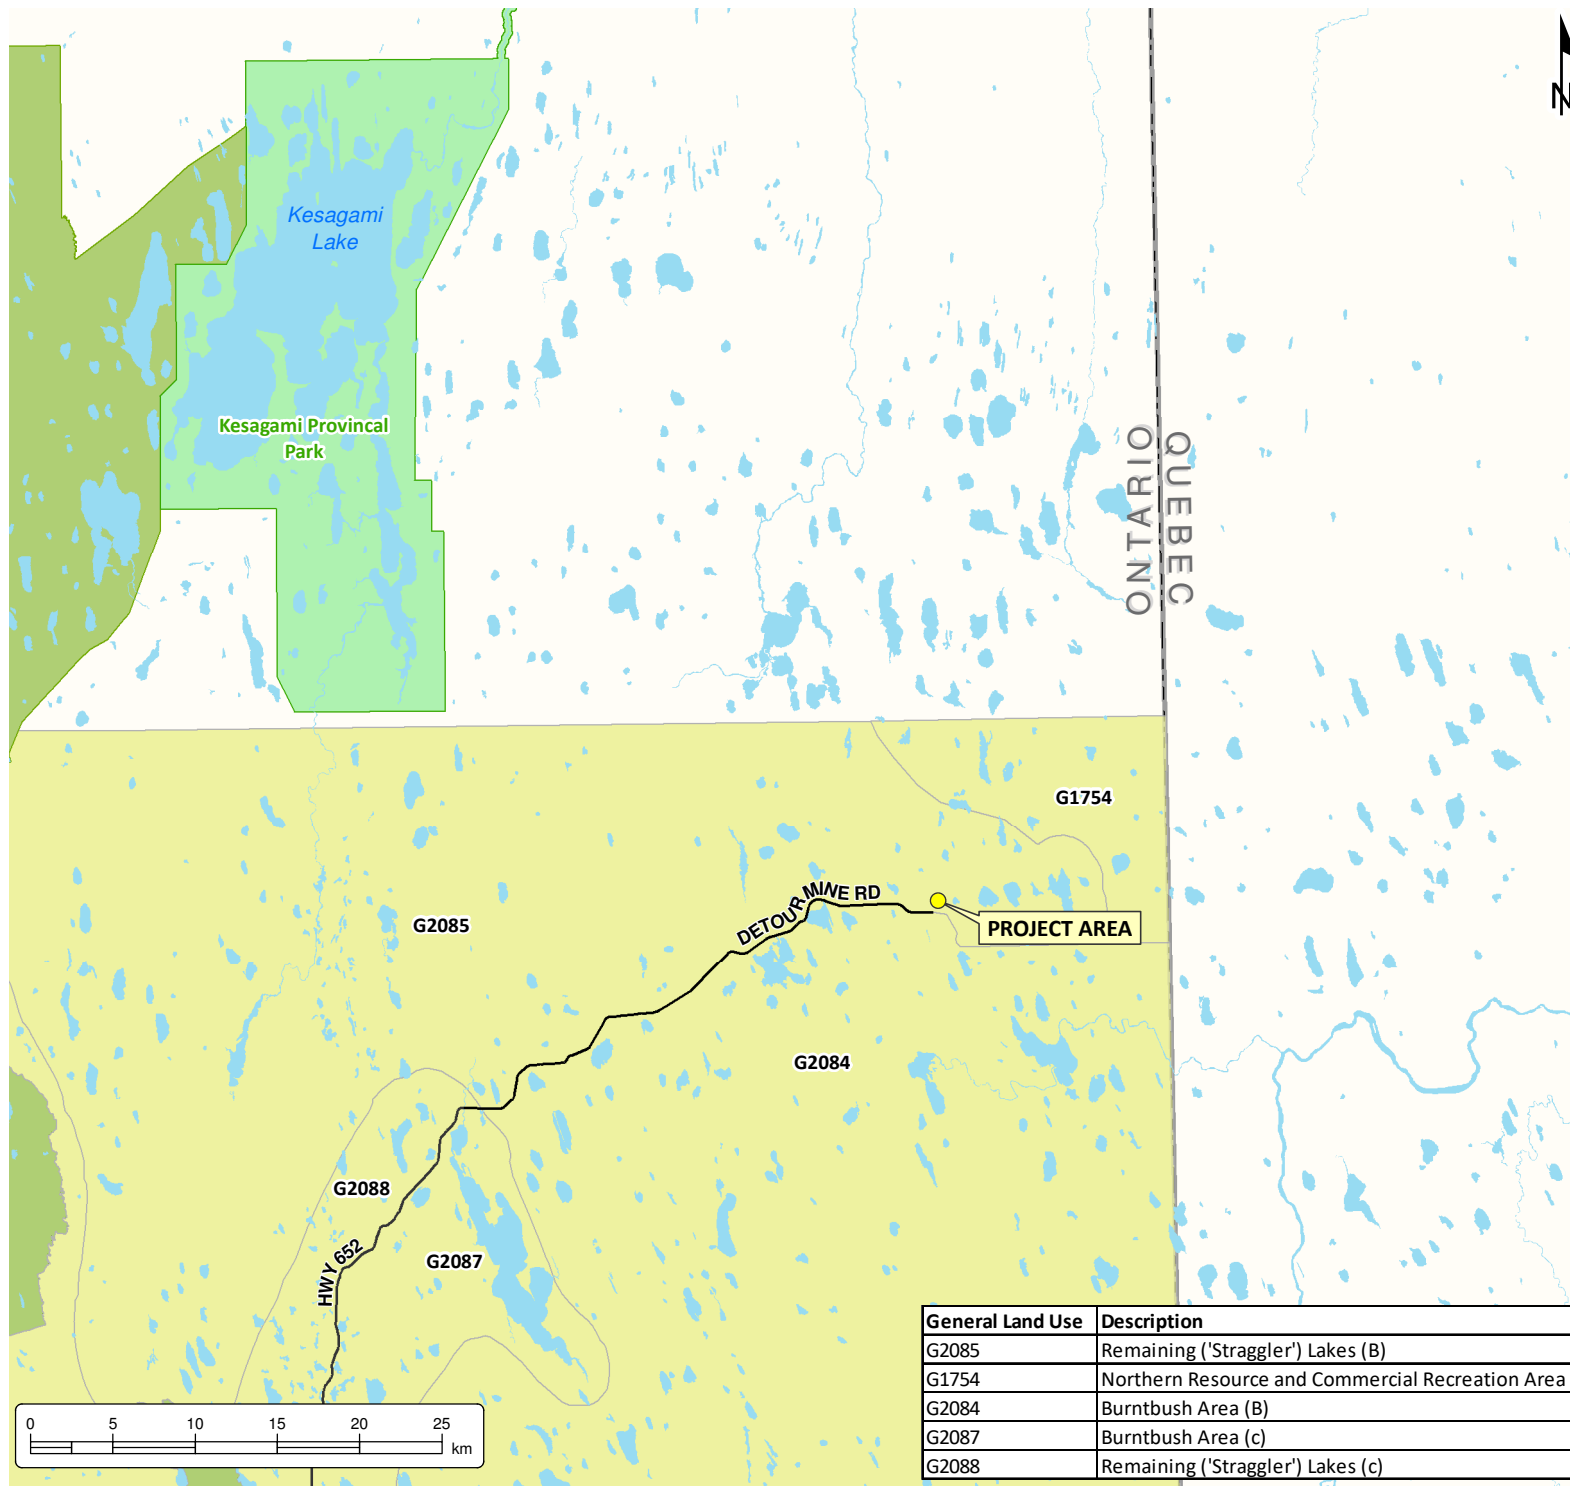 N
Kesagami
Lake
Kesagami Provincal
Park
ONTARIO
QUEBEC
G1754
DETOUR MINE RD
G2085
PROJECT AREA
G2084
G2088
HWY 652
G2087
General Land Use Description
G2085 Remaining ('Straggler') Lakes (B)
G1754 Northern Resource and Commercial Recreation Area
G2084 Burntbush Area (B)
G2087 Burntbush Area (c)
G2088 Remaining ('Straggler') Lakes (c)
0 5 10 15 20 25
km